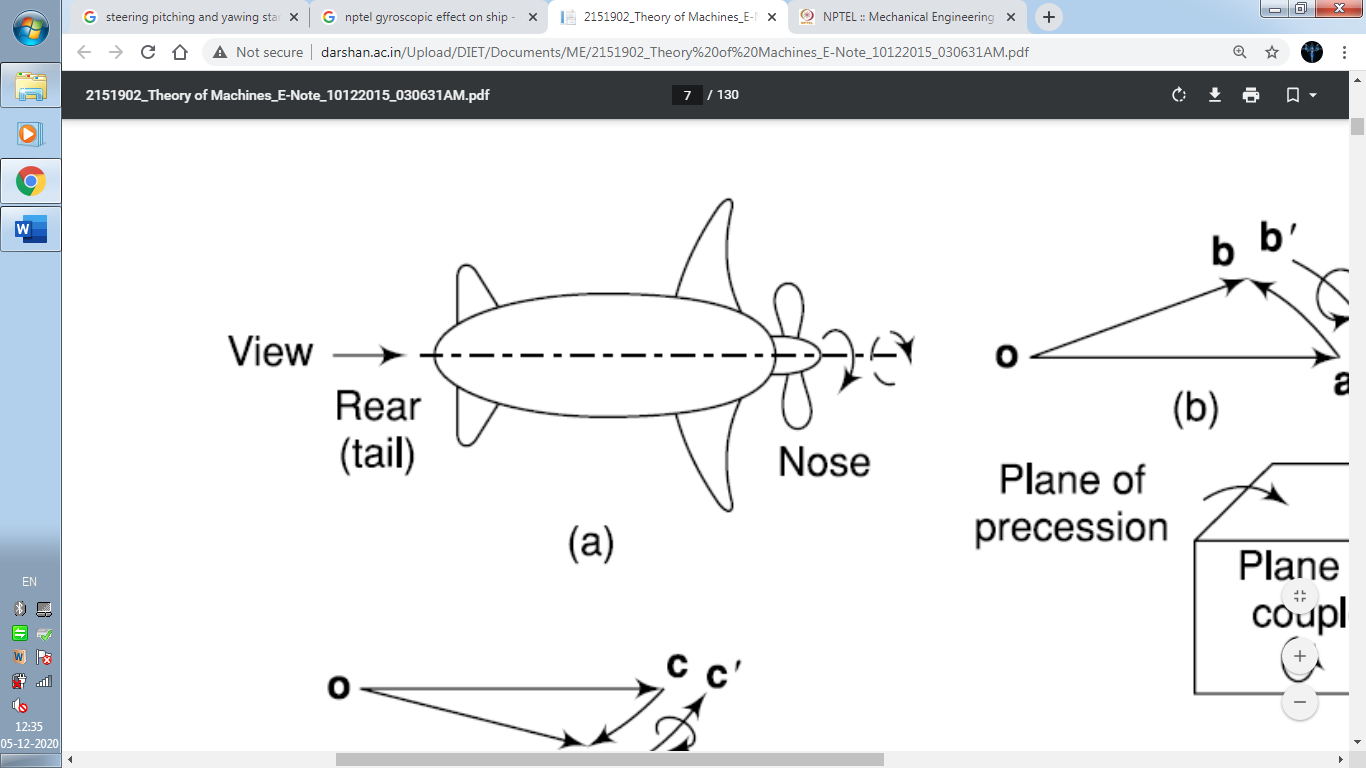 steering pitching and yawing sta
nptel gyroscopic effect on ship -
2151902_Theory of Machines_E-N
NPTEL :: Mechanical Engineering
Not secure | darshan.ac.in/Upload/DIET/Documents/ME/2151902_Theory%20of%20Machines_E-Note_10122015_030631AM.pdf
2151902_Theory of Machines_E-Note_10122015_030631AM.pdf
7 / 130
View
Rear
(tail)
Nose
(a)
b b'
o
a
(b)
Plane of
precession
Plane
coupl
o
c c'
EN
12:35
05-12-2020